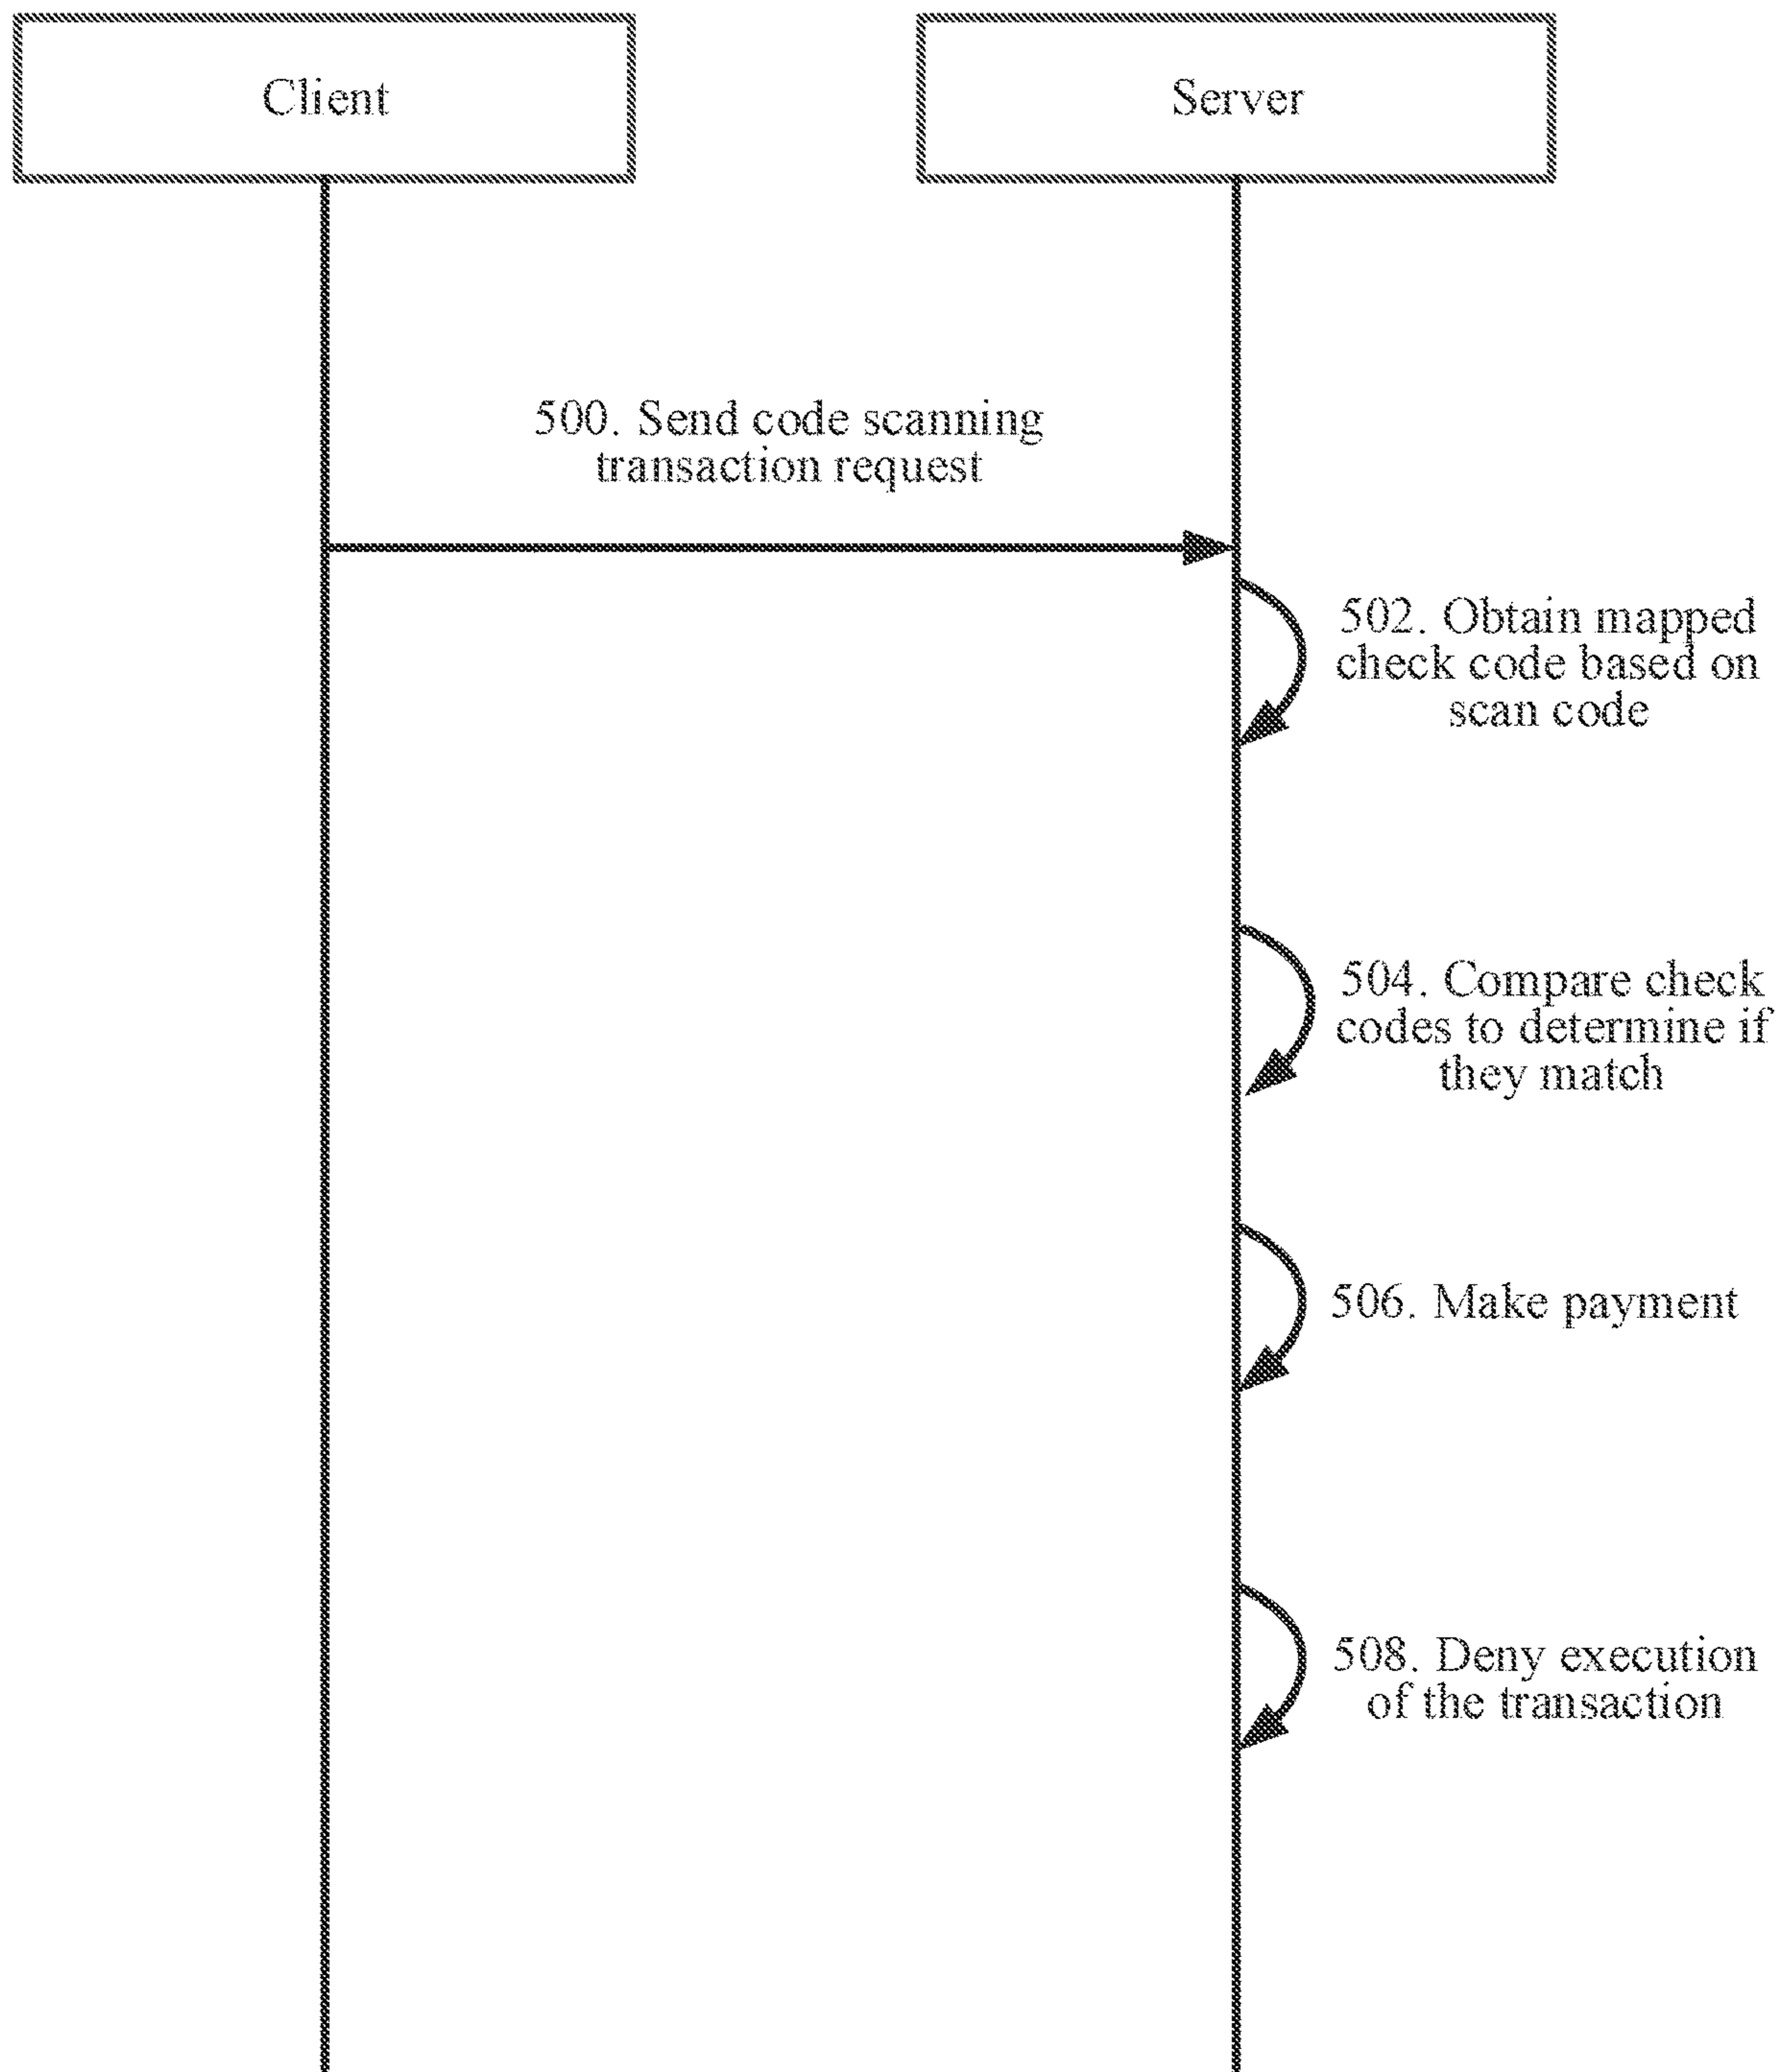 Client
Server
500. Send code scanning
transaction request
502. Obtain mapped
check code based on
scan code
504. Compare check
codes to determine if
they match
506. Make payment
508. Deny execution
of the transaction